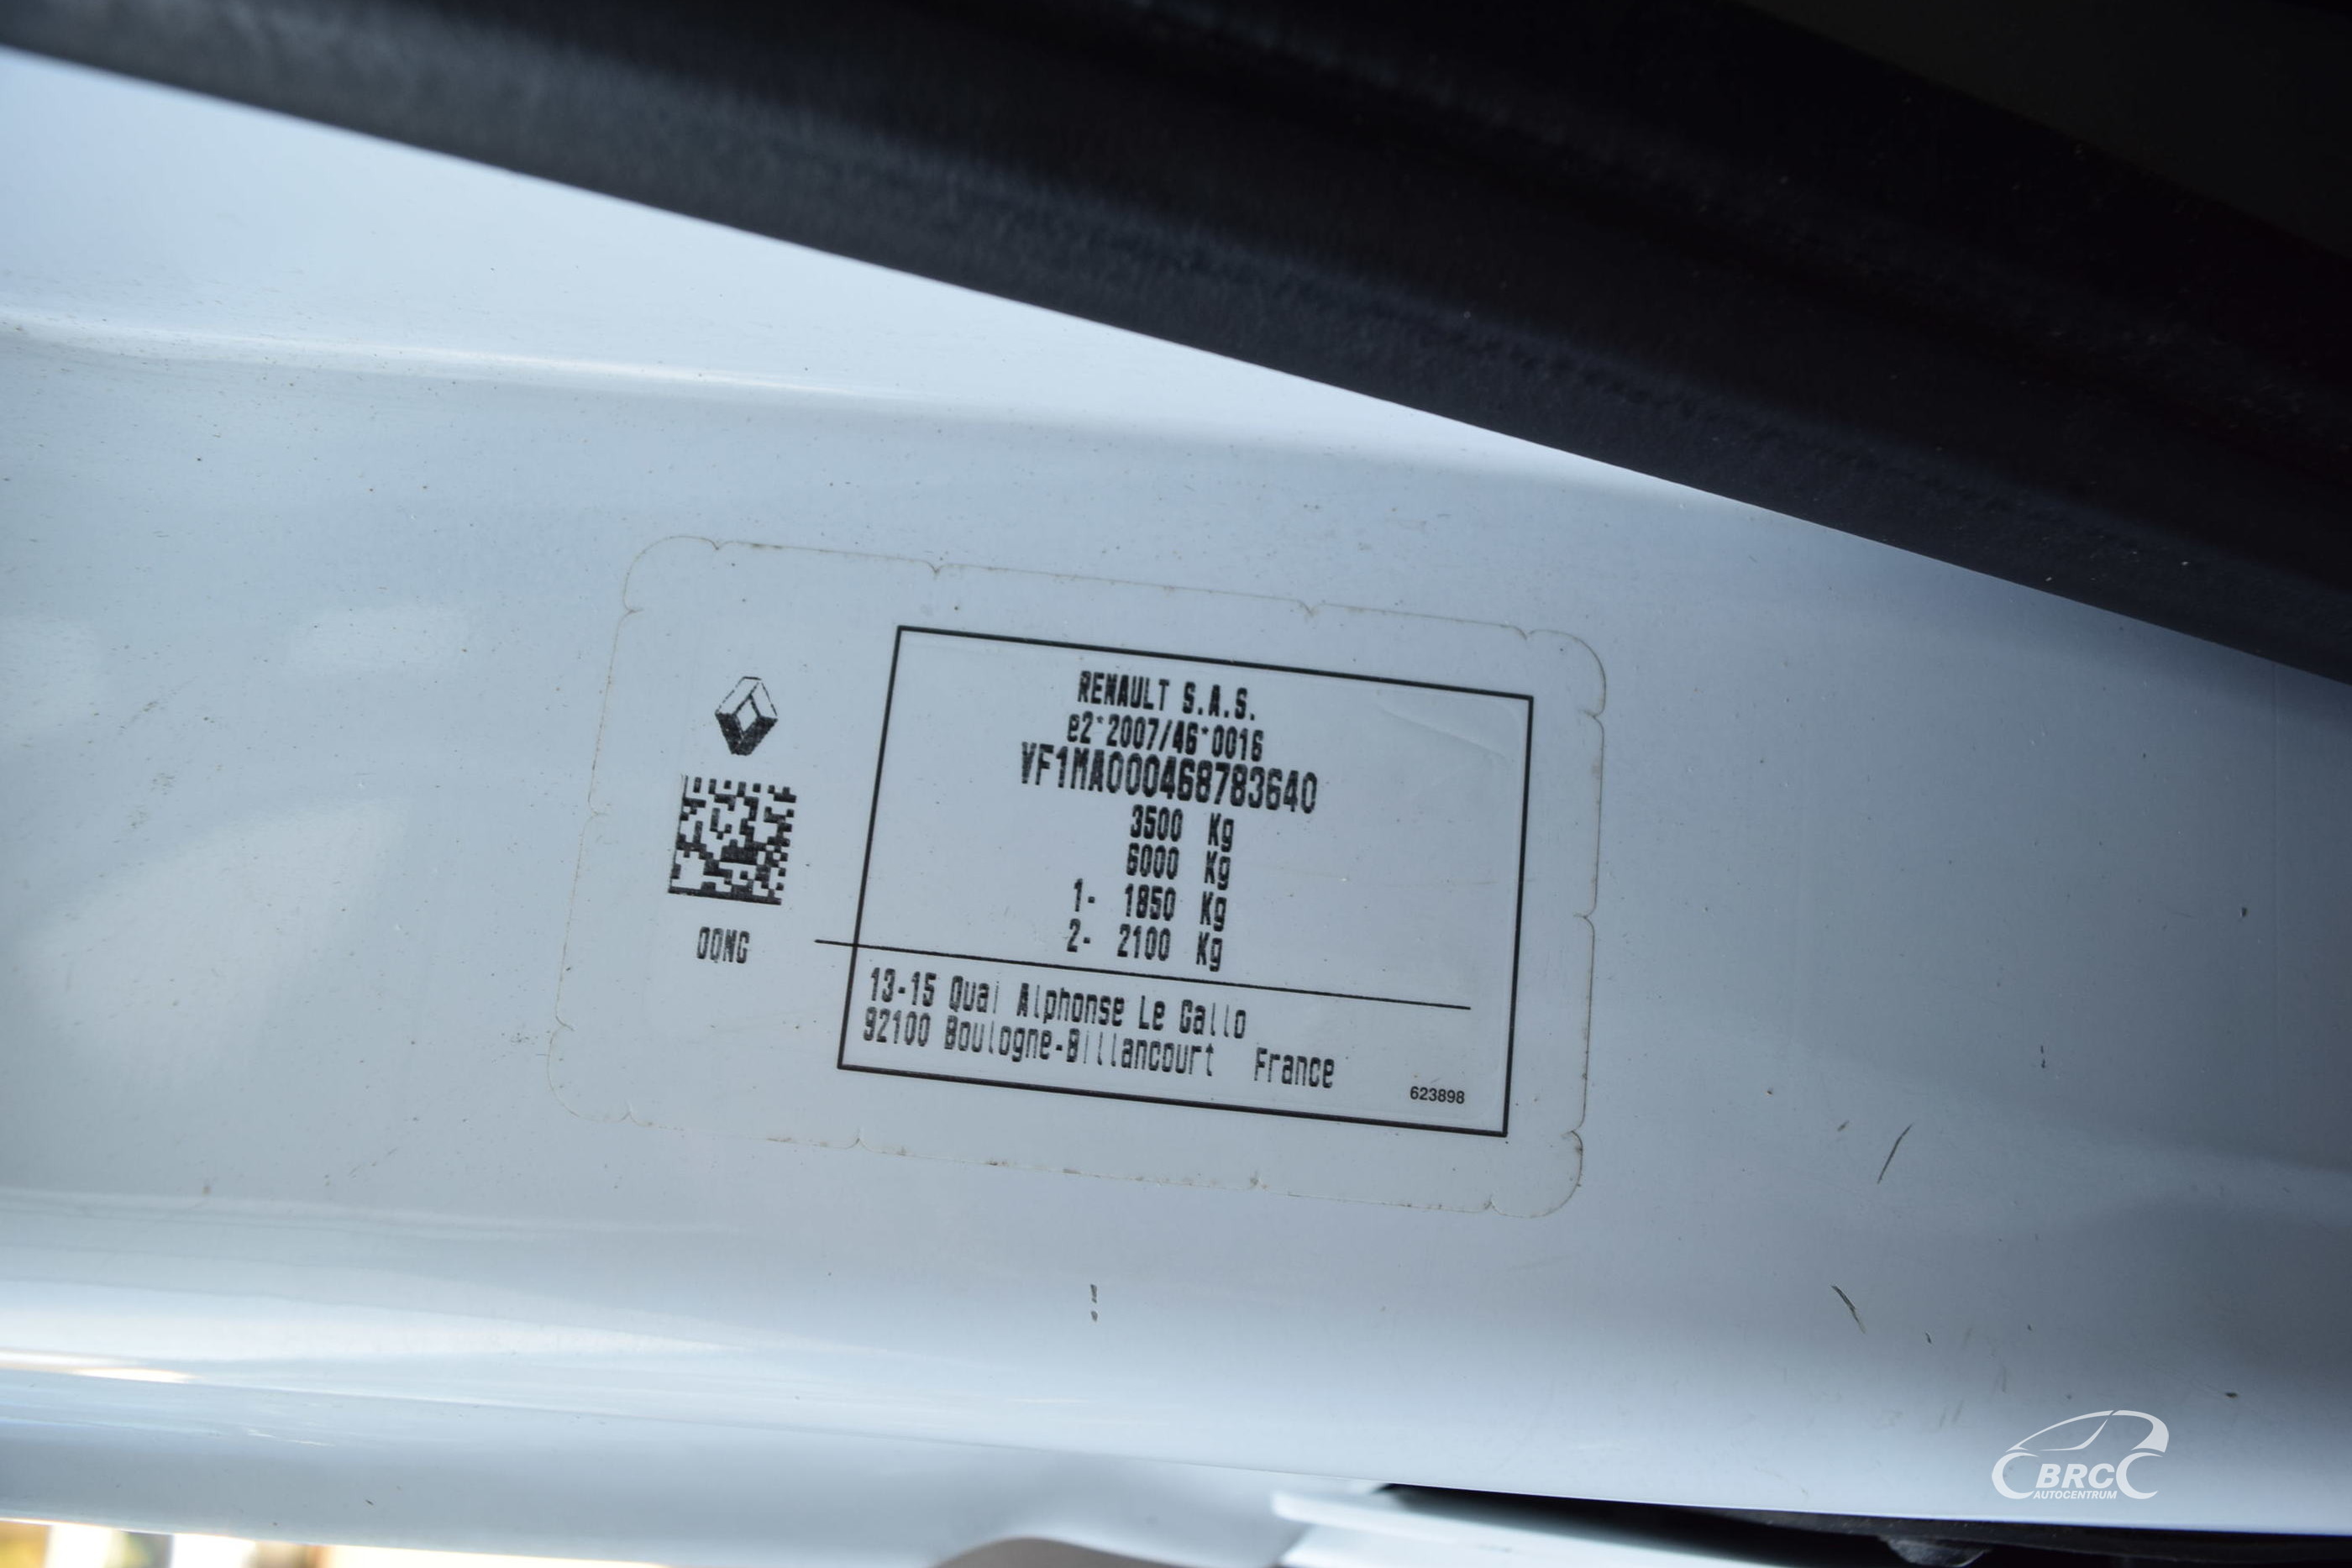 RENAULT S.A.S.
e2*2007/46*0016
VF1MA000468783640
3500 Kg
6000 Kg
1- 1850 Kg
2- 2100 Kg
OQNG
13-15 Quai Alphonse Le Gallo
92100 Boulogne-Billancourt France
623898
BRC
AUTOCENTRUM